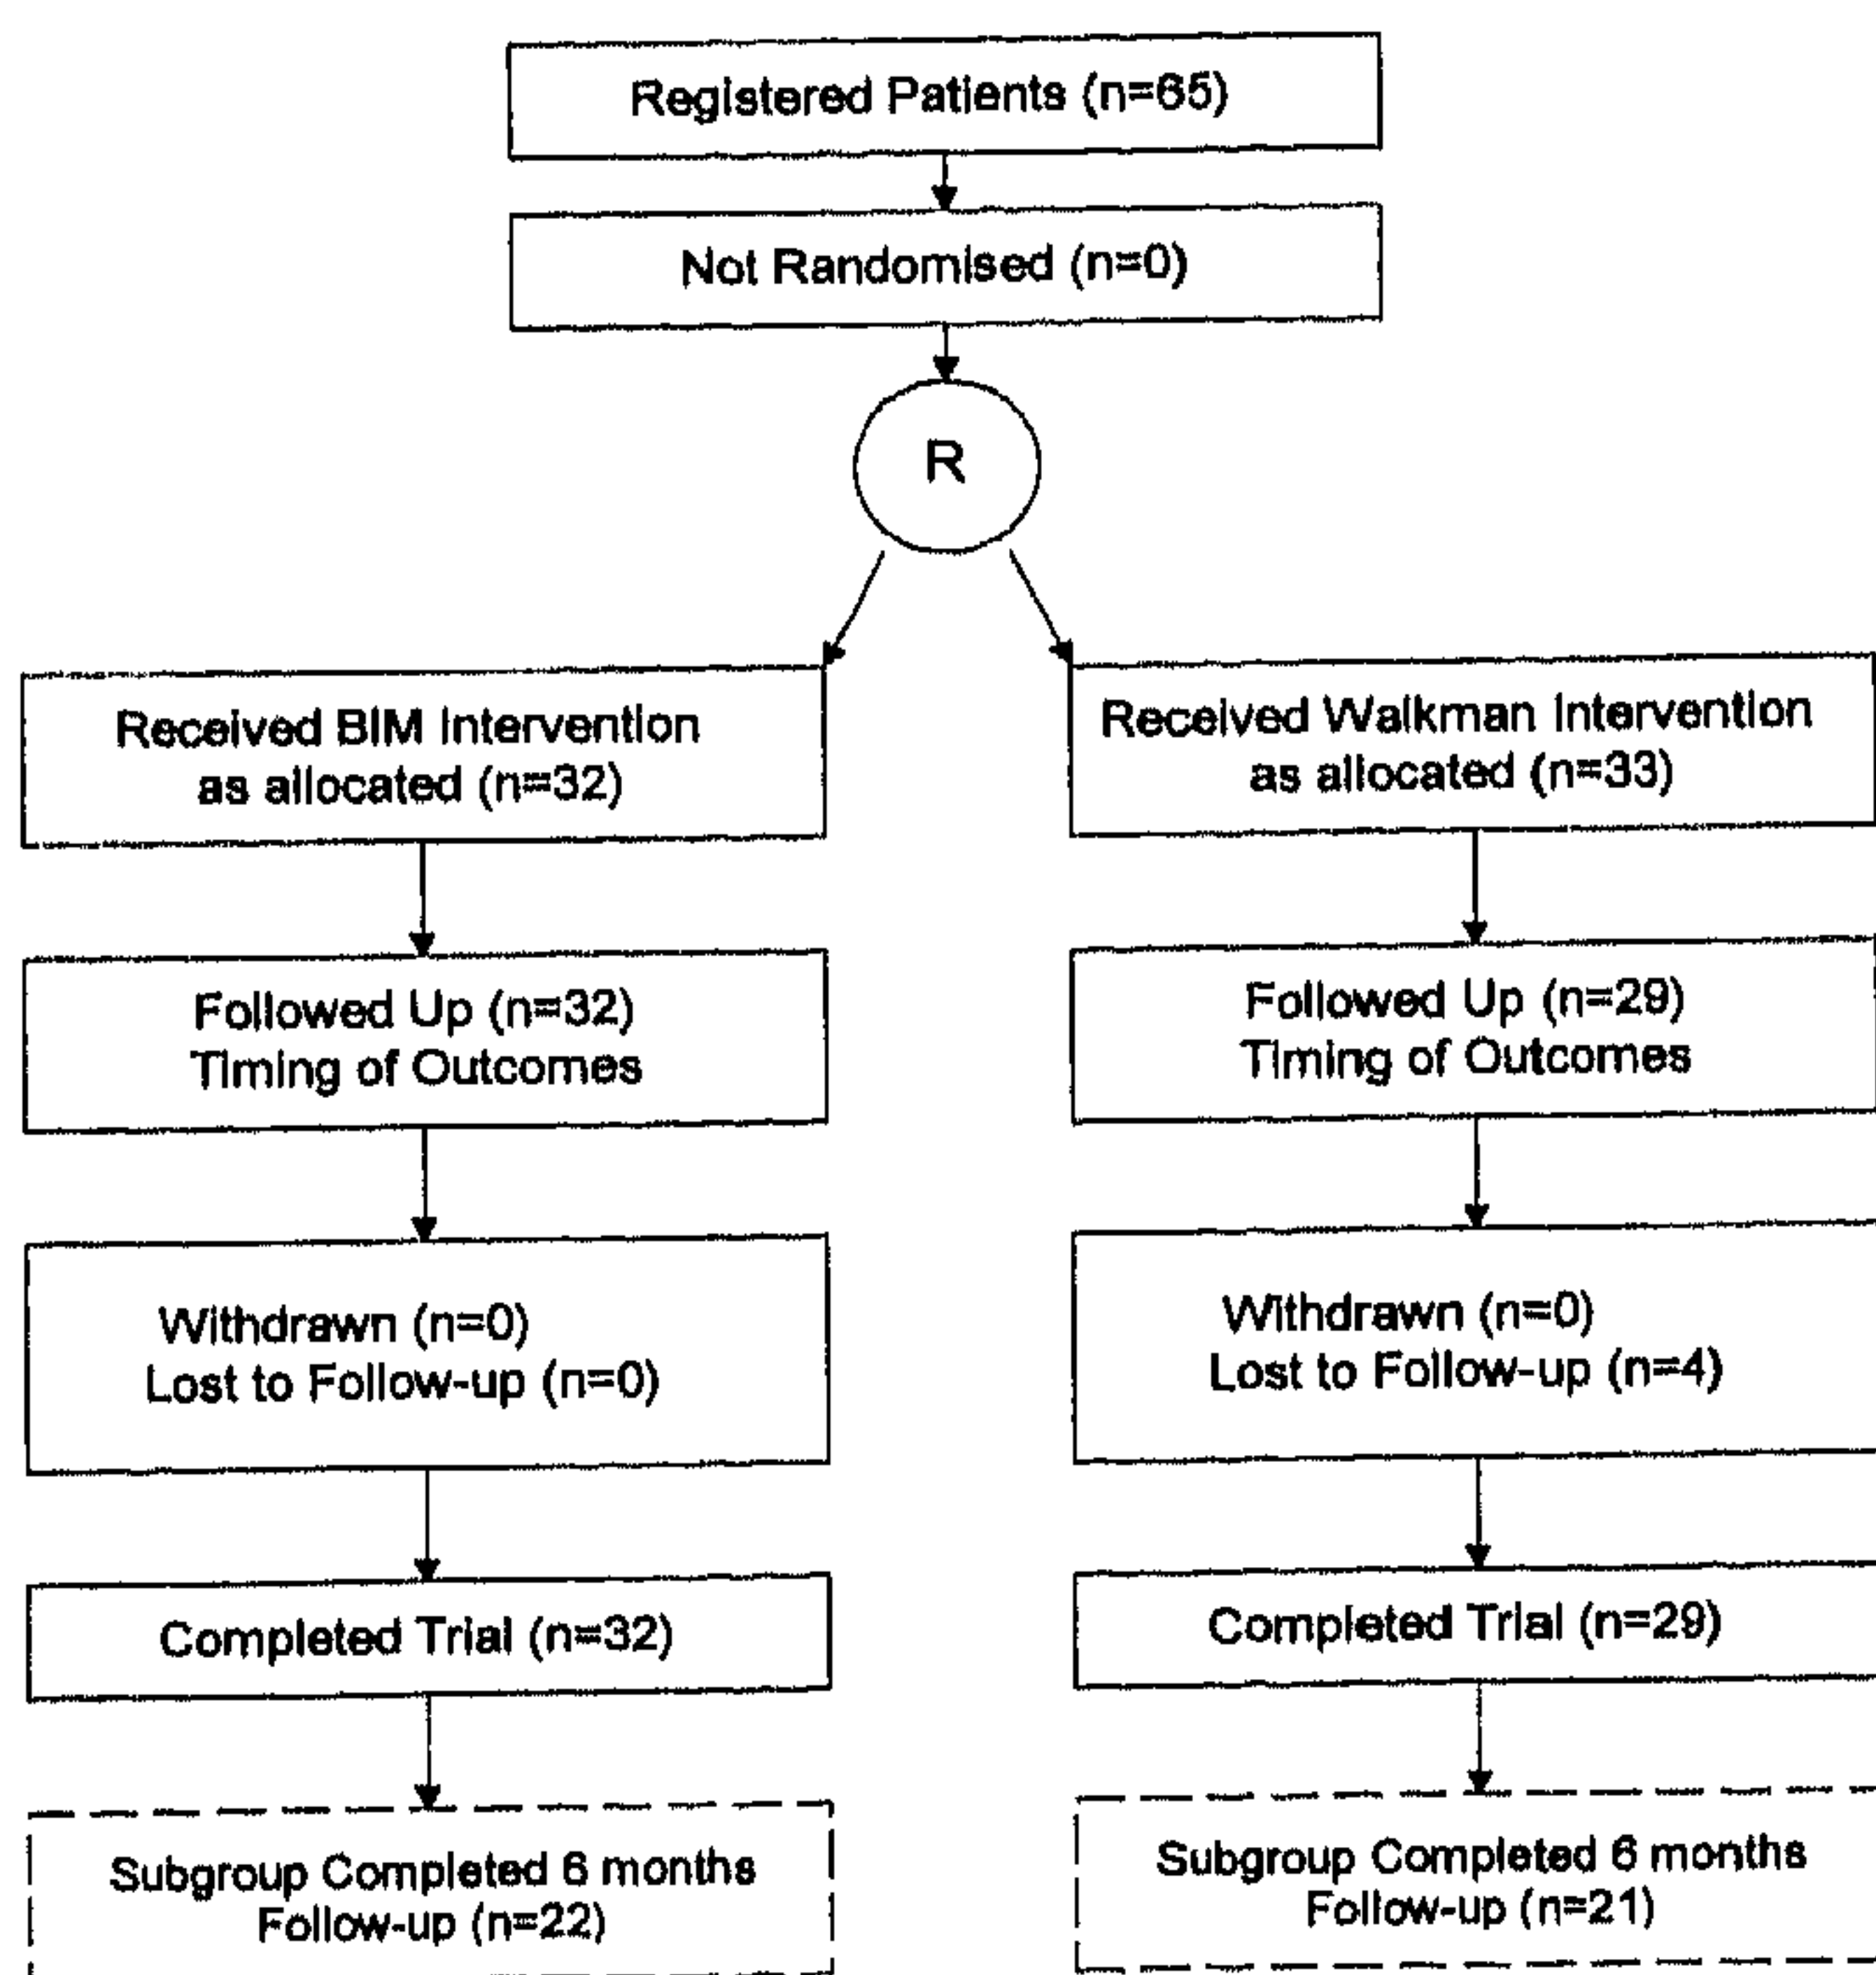 Registered Patients (n=65)
Not Randomised (n=0)
R
Received BIM Intervention
as allocated (n=32)
Received Walkman Intervention
as allocated (n=33)
Followed Up (n=32)
Timing of Outcomes
Followed Up (n=29)
Timing of Outcomes
Withdrawn (n=0)
Lost to Follow-up (n=0)
Withdrawn (n=0)
Lost to Follow-up (n=4)
Completed Trial (n=32)
Completed Trial (n=29)
Subgroup Completed 6 months
Follow-up (n=22)
Subgroup Completed 6 months
Follow-up (n=21)